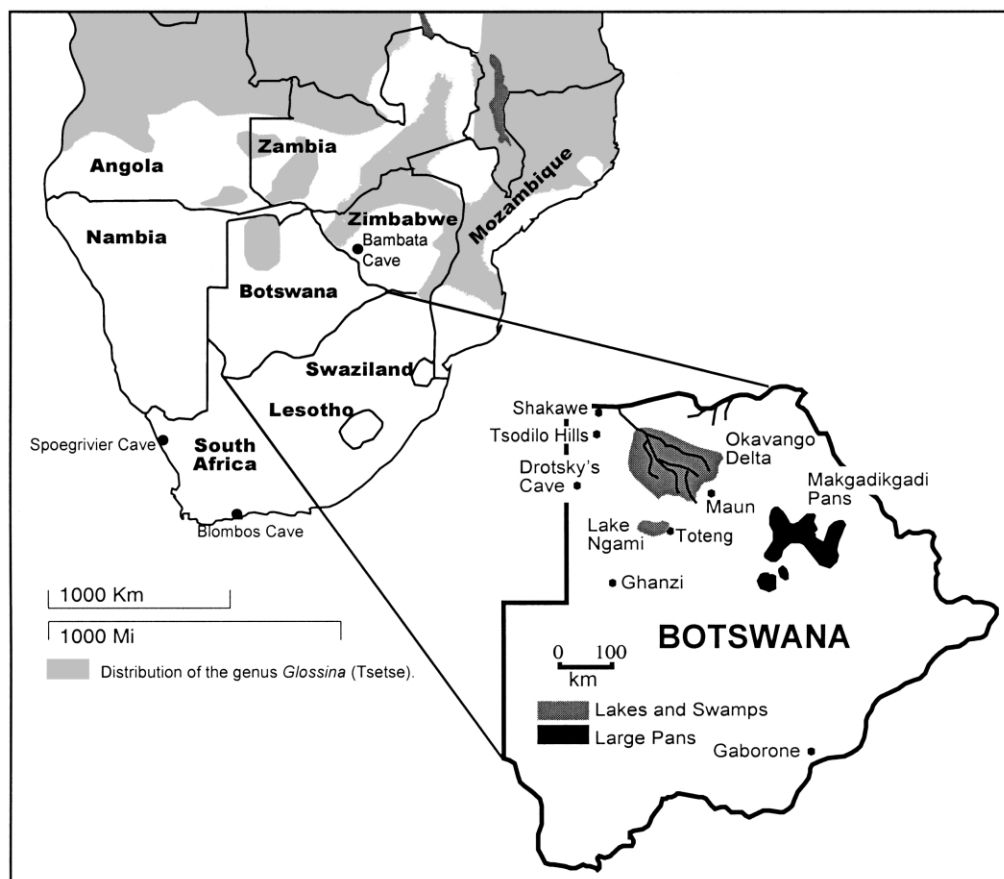 Angola
Zambia
Mozambique
Nambia
Zimbabwe
Bambata
Cave
Botswana
Swaziland
Lesotho
South
Africa
Spoegrivier Cave
Blombos Cave
1000 Km
1000 Mi
Distribution of the genus Glossina (Tsetse).
Shakawe
Tsodilo Hills
Okavango
Delta
Drotsky's
Cave
Makgadikgadi
Pans
Maun
Lake
Ngami
Toteng
Ghanzi
BOTSWANA
0 100
km
Lakes and Swamps
Large Pans
Gaborone